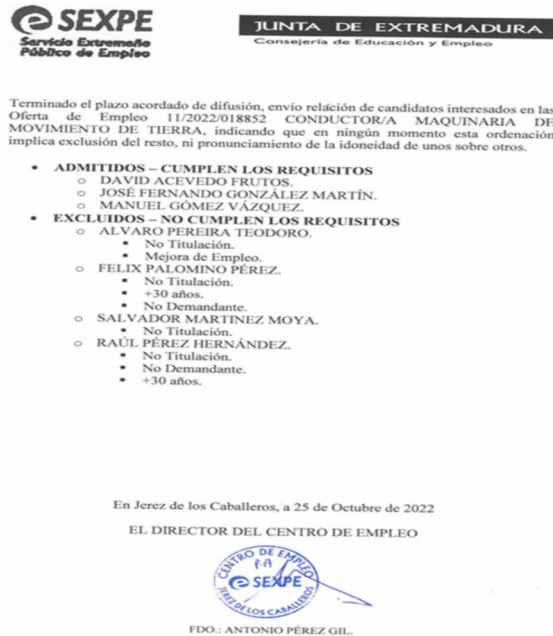 SEXPE
Servicio Extremeño
Público de Empleo
JUNTA DE EXTREMADURA
Consejería de Educación y Empleo
Terminado el plazo acordado de difusión, envío relación de candidatos interesados en las
Oferta de Empleo 11/2022/018852 CONDUCTOR/A MAQUINARIA DE
MOVIMIENTO DE TIERRA, indicando que en ningún momento esta ordenación
implica exclusión del resto, ni pronunciamiento de la idoneidad de unos sobre otros.
• ADMITIDOS – CUMPLEN LOS REQUISITOS
○ DAVID ACEVEDO FRUTOS.
○ JOSÉ FERNANDO GONZÁLEZ MARTÍN.
○ MANUEL GÓMEZ VÁZQUEZ.
• EXCLUIDOS – NO CUMPLEN LOS REQUISITOS
○ ALVARO PEREIRA TEODORO.
▪ No Titulación.
▪ Mejora de Empleo.
○ FELIX PALOMINO PÉREZ.
▪ No Titulación.
▪ +30 años.
▪ No Demandante.
○ SALVADOR MARTINEZ MOYA.
▪ No Titulación.
○ RAÚL PÉREZ HERNÁNDEZ.
▪ No Titulación.
▪ No Demandante.
▪ +30 años.
En Jerez de los Caballeros, a 25 de Octubre de 2022
EL DIRECTOR DEL CENTRO DE EMPLEO
CENTRO DE EMPLEO
P.A
SEXPE
JEREZ DE LOS CABALLEROS
FDO.: ANTONIO PÉREZ GIL.